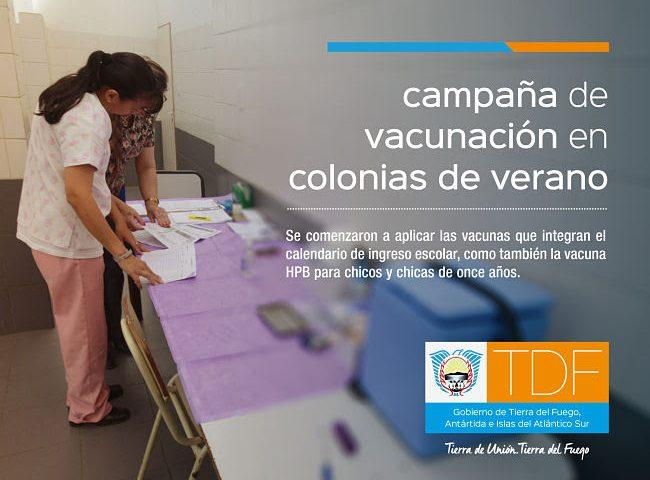 campaña de
vacunación en
colonias de verano
Se comenzaron a aplicar las vacunas que integran el
calendario de ingreso escolar, como también la vacuna
HPB para chicos y chicas de once años.
TDF
Gobierno de Tierra del Fuego,
Antártida e Islas del Atlántico Sur
Tierra de Unión. Tierra del Fuego